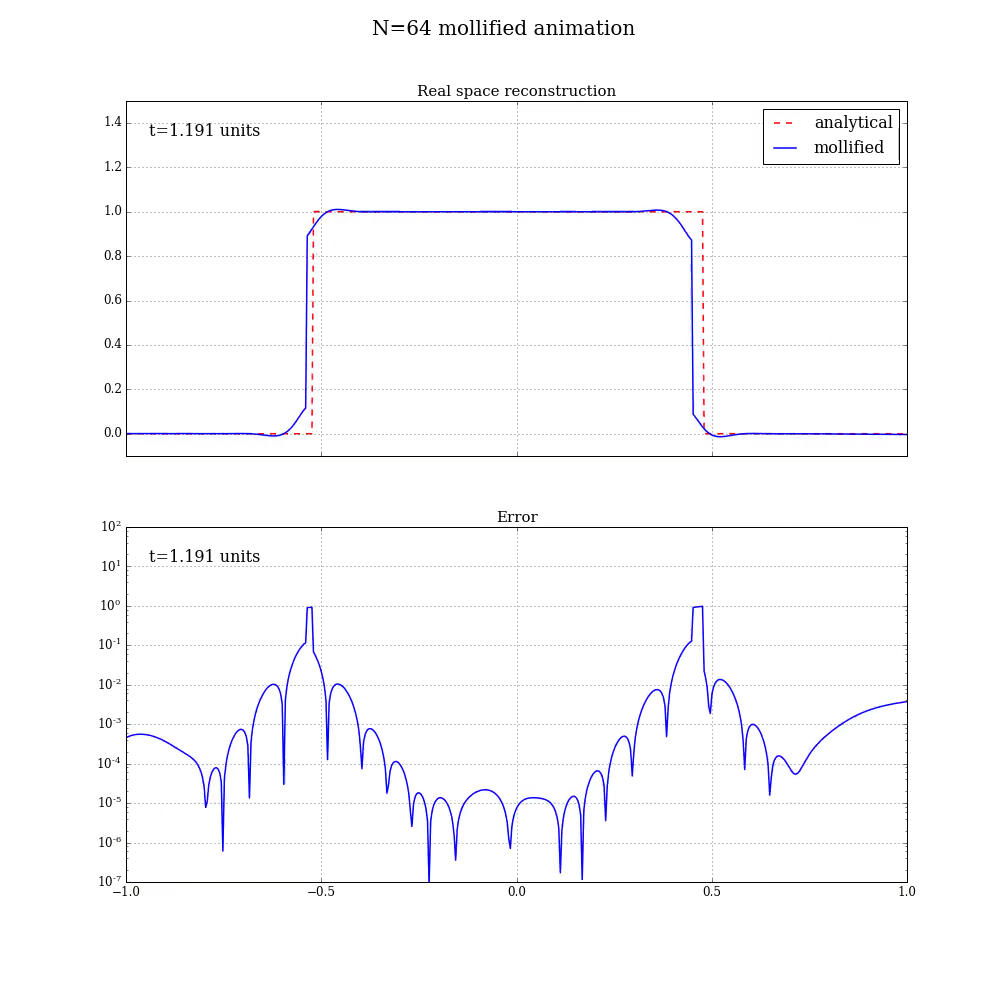 N=64 mollified animation
Real space reconstruction
t=1.191 units
analytical
mollified
1.4
1.2
1.0
0.8
0.6
0.4
0.2
0.0
Error
t=1.191 units
10²
10¹
10⁰
10⁻¹
10⁻²
10⁻³
10⁻⁴
10⁻⁵
10⁻⁶
10⁻⁷
−1.0 −0.5 0.0 0.5 1.0